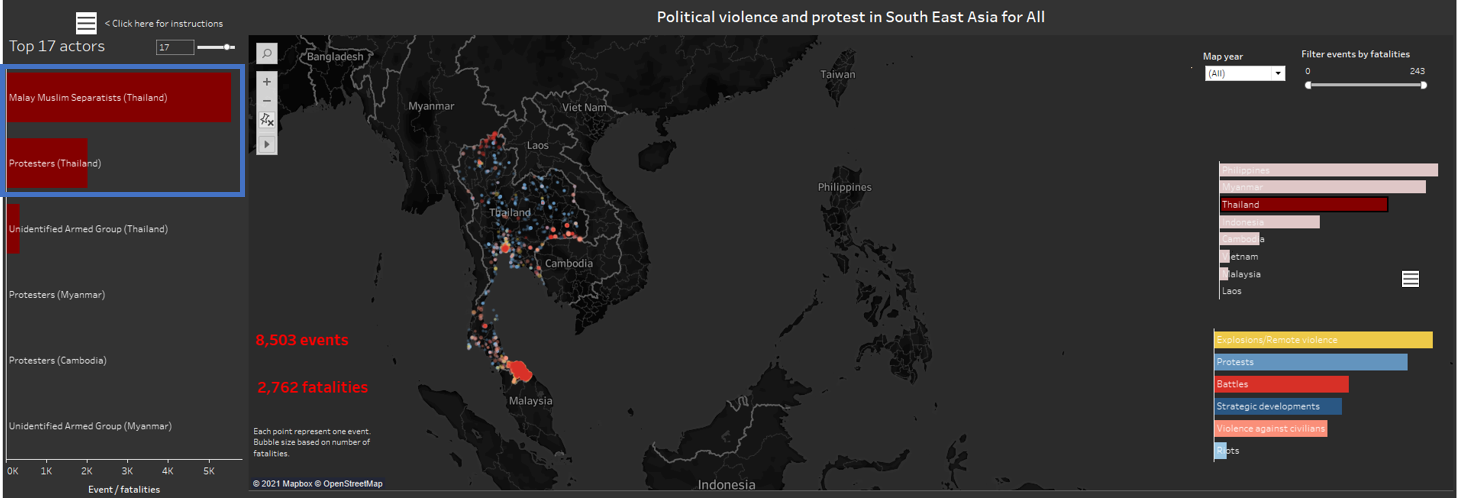 < Click here for instructions
Political violence and protest in South East Asia for All
Top 17 actors
17
Malay Muslim Separatists (Thailand)
Protesters (Thailand)
Unidentified Armed Group (Thailand)
Protesters (Myanmar)
Protesters (Cambodia)
Unidentified Armed Group (Myanmar)
0K 1K 2K 3K 4K 5K
Event / fatalities
Bangladesh
Taiwan
Myanmar
Viet Nam
Laos
Thailand
Philippines
Cambodia
Malaysia
Indonesia
8,503 events
2,762 fatalities
Each point represent one event.
Bubble size based on number of
fatalities.
© 2021 Mapbox © OpenStreetMap
Map year
(All)
Filter events by fatalities
0 243
Philippines
Myanmar
Thailand
Indonesia
Cambodia
Vietnam
Malaysia
Laos
Explosions/Remote violence
Protests
Battles
Strategic developments
Violence against civilians
Riots